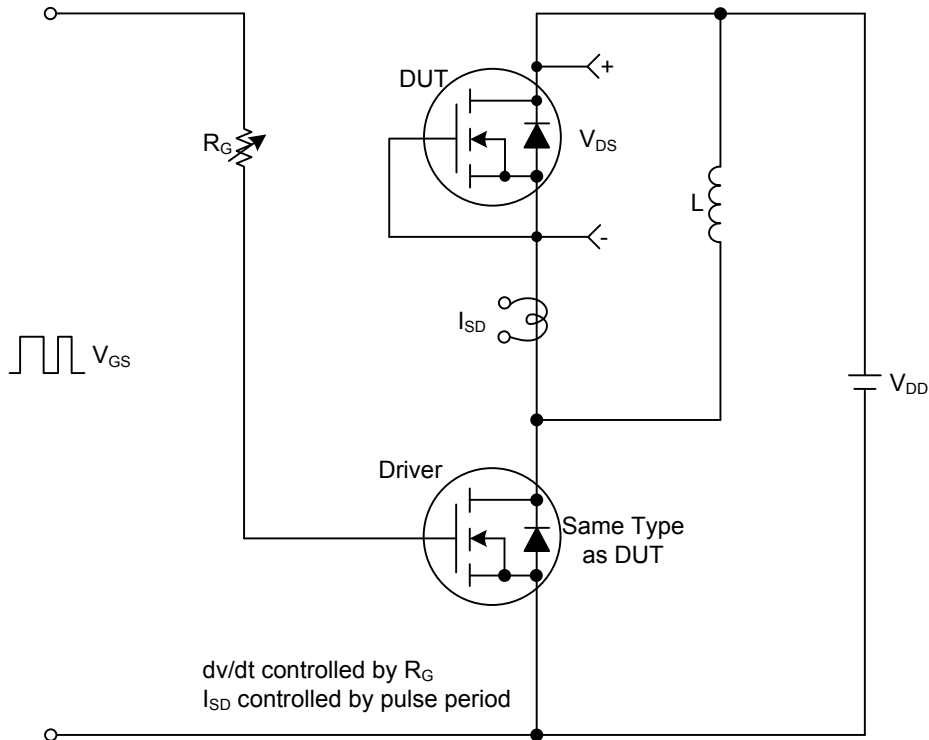 DUT
+
R_G
V_DS
L
-
I_SD
V_GS
V_DD
Driver
Same Type
as DUT
dv/dt controlled by R_G
I_SD controlled by pulse period